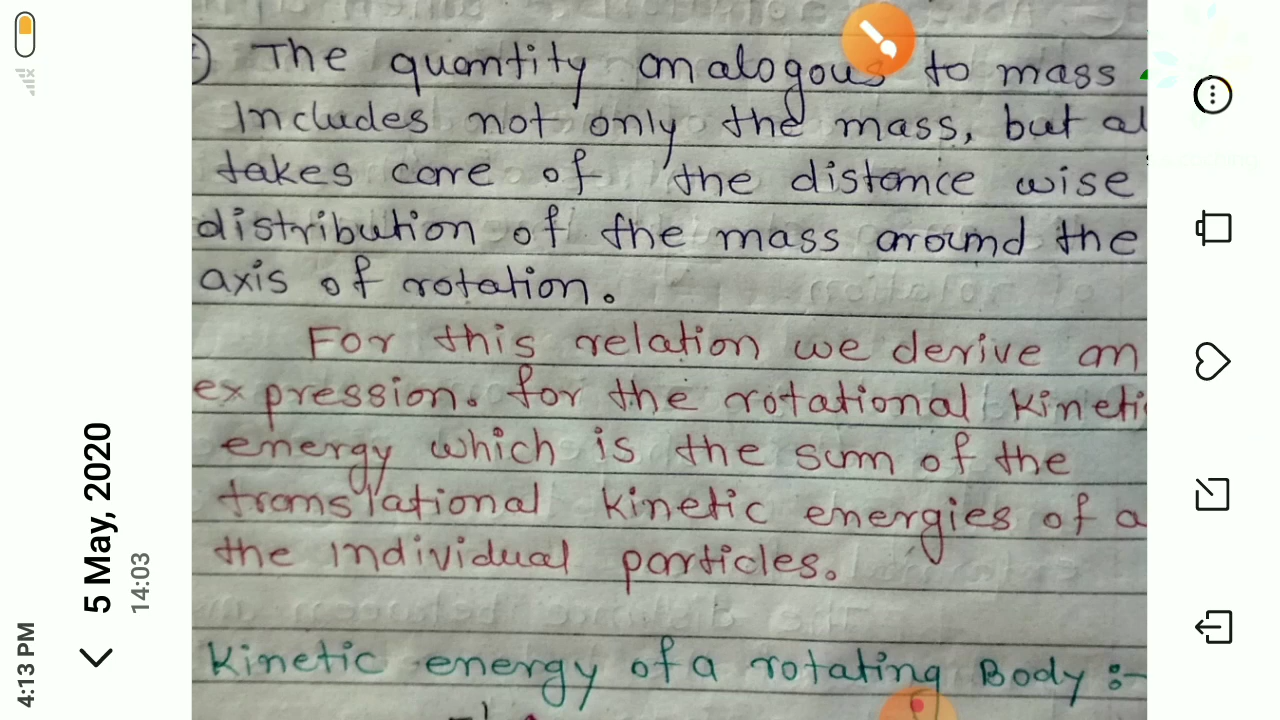 The quantity analogous to mass
Includes not only the mass, but al
takes care of the distance wise
distribution of the mass around the
axis of rotation.
For this relation we derive an
expression. for the rotational kinetic
energy which is the sum of the
translational kinetic energies of a
the individual particles.
Kinetic energy of a rotating Body :-
4:13 PM
5 May, 2020
14:03